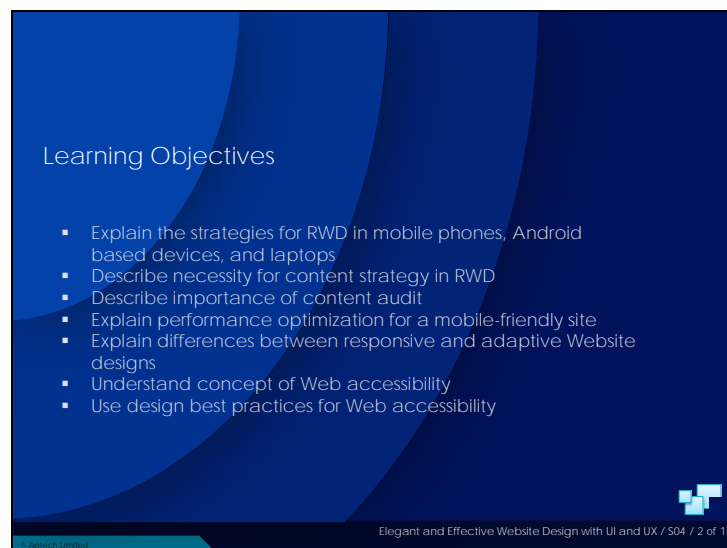 Learning Objectives
▪ Explain the strategies for RWD in mobile phones, Android
based devices, and laptops
▪ Describe necessity for content strategy in RWD
▪ Describe importance of content audit
▪ Explain performance optimization for a mobile-friendly site
▪ Explain differences between responsive and adaptive Website
designs
▪ Understand concept of Web accessibility
▪ Use design best practices for Web accessibility
Elegant and Effective Website Design with UI and UX / S04 / 2 of 1
© Aptech Limited